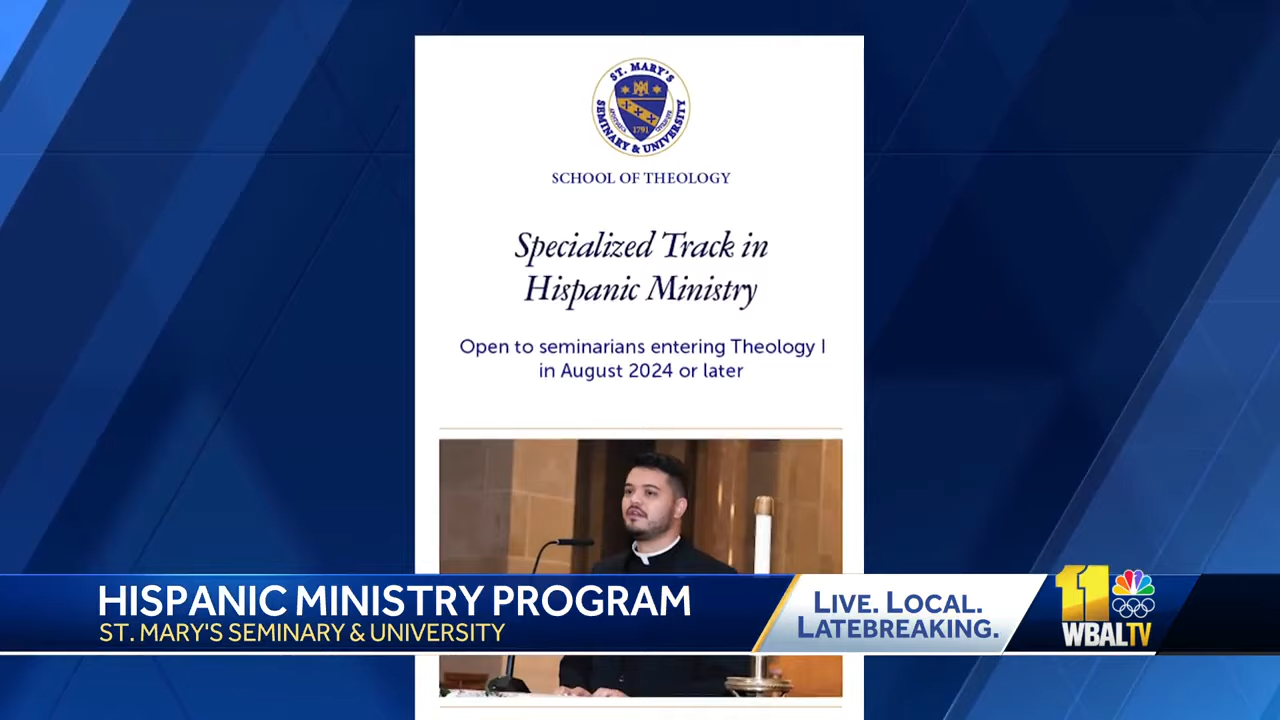 ST. MARY'S
SEMINARY & UNIVERSITY
1791
SCHOOL OF THEOLOGY
Specialized Track in
Hispanic Ministry
Open to seminarians entering Theology I
in August 2024 or later
HISPANIC MINISTRY PROGRAM
ST. MARY'S SEMINARY & UNIVERSITY
LIVE. LOCAL.
LATEBREAKING.
11
WBALTV